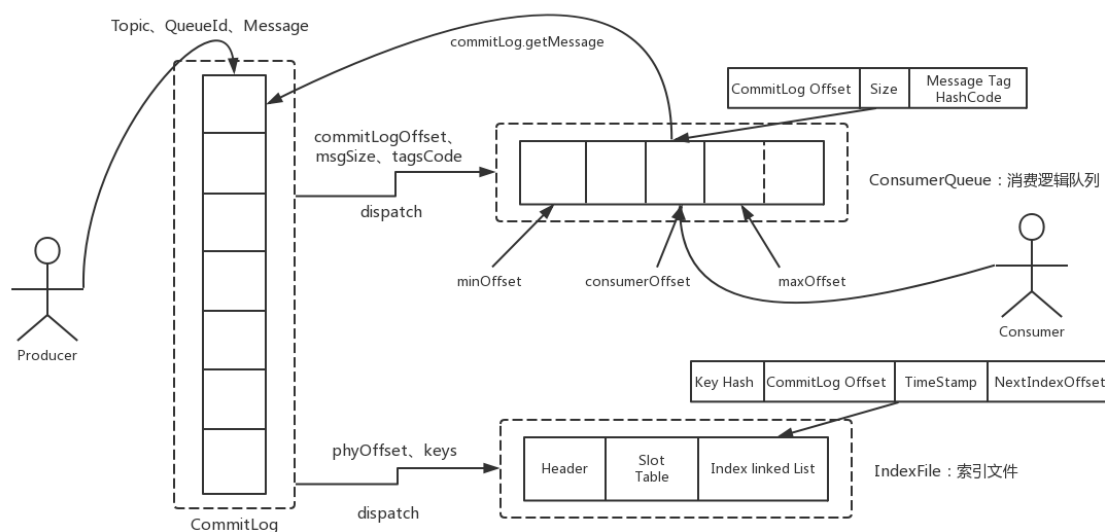 Topic、QueueId、Message
commitLog.getMessage
CommitLog Offset
Size
Message Tag
HashCode
commitLogOffset、
msgSize、tagsCode
dispatch
ConsumerQueue：消费逻辑队列
minOffset
consumerOffset
maxOffset
Producer
Consumer
Key Hash
CommitLog Offset
TimeStamp
NextIndexOffset
phyOffset、keys
dispatch
Header
Slot
Table
Index linked List
IndexFile：索引文件
CommitLog